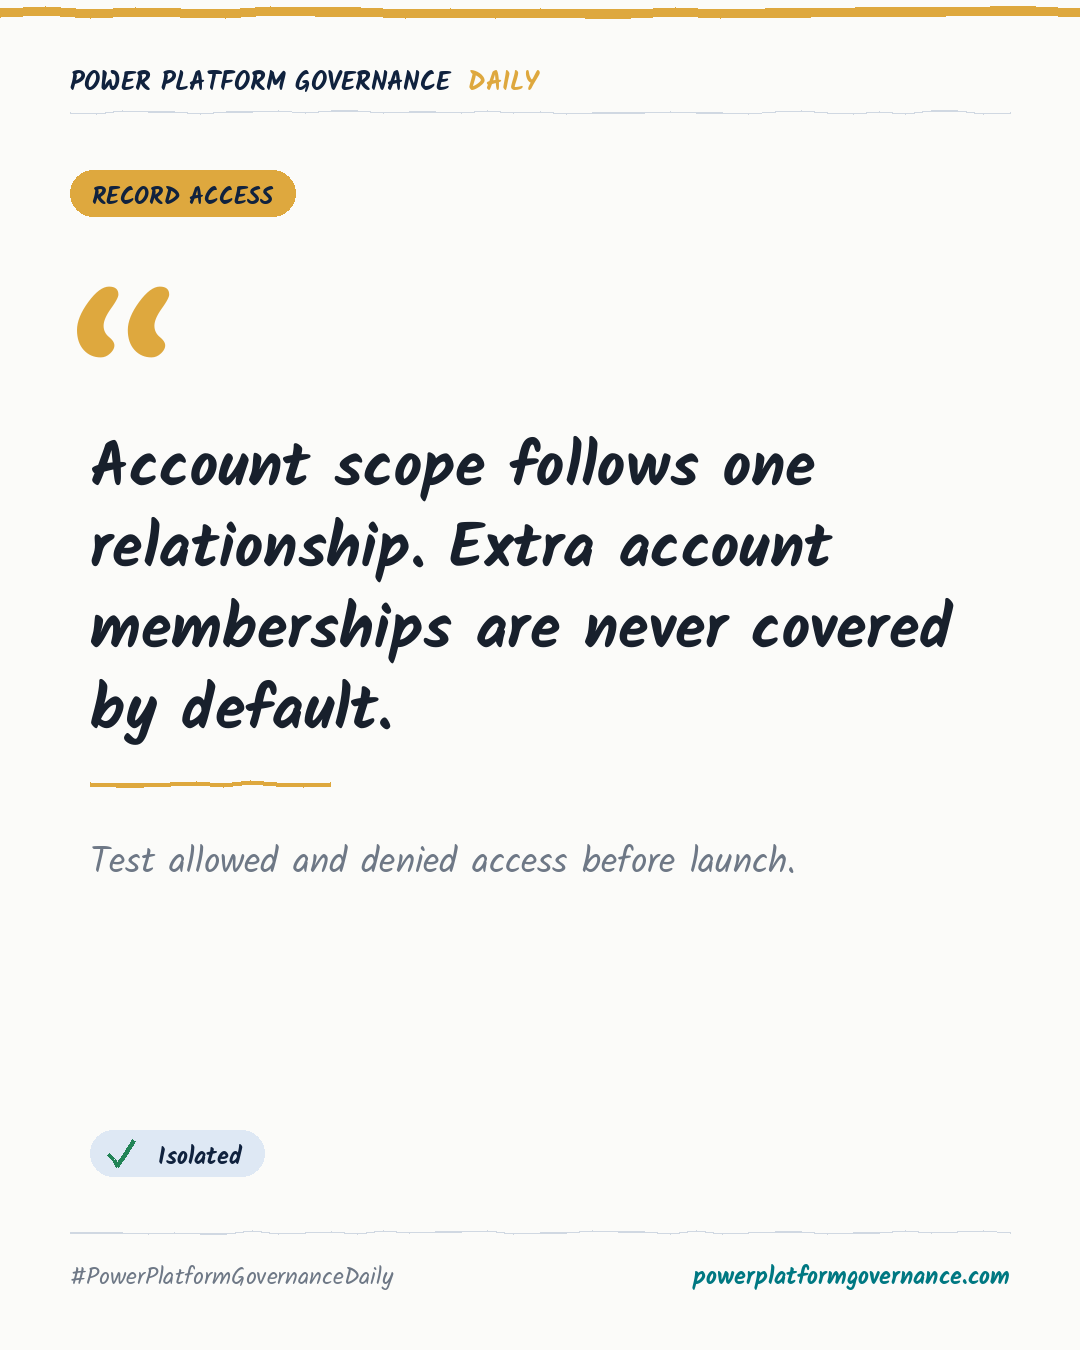 POWER PLATFORM GOVERNANCE DAILY
RECORD ACCESS
“
Account scope follows one
relationship. Extra account
memberships are never covered
by default.
Test allowed and denied access before launch.
Isolated
#PowerPlatformGovernanceDaily
powerplatformgovernance.com